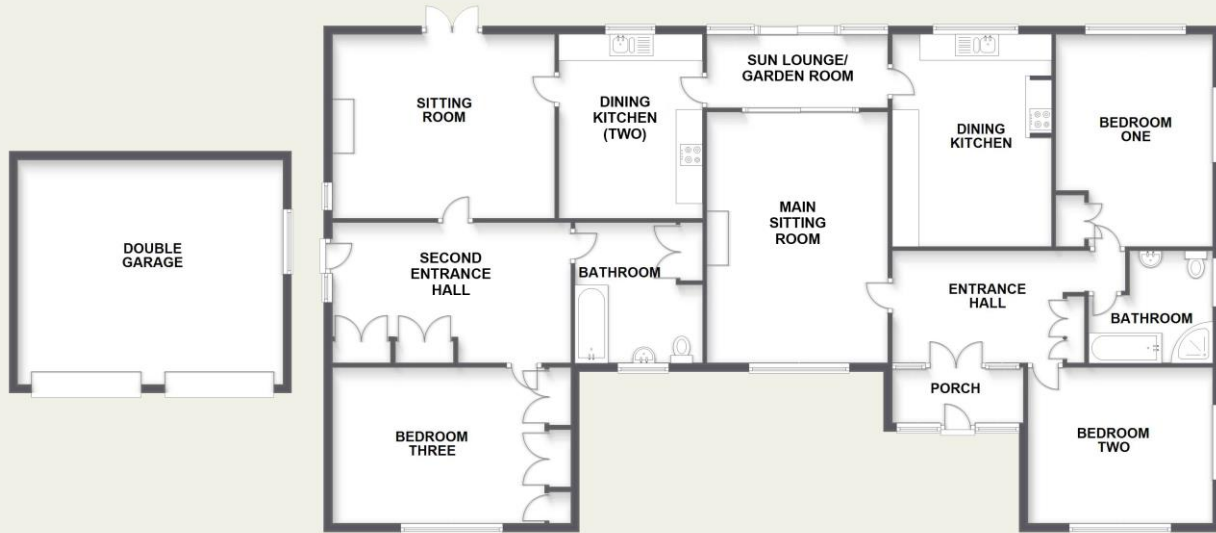 SITTING
ROOM
DINING
KITCHEN
(TWO)
SUN LOUNGE/
GARDEN ROOM
DINING
KITCHEN
BEDROOM
ONE
DOUBLE
GARAGE
SECOND
ENTRANCE
HALL
BATHROOM
MAIN
SITTING
ROOM
ENTRANCE
HALL
BATHROOM
PORCH
BEDROOM
THREE
BEDROOM
TWO